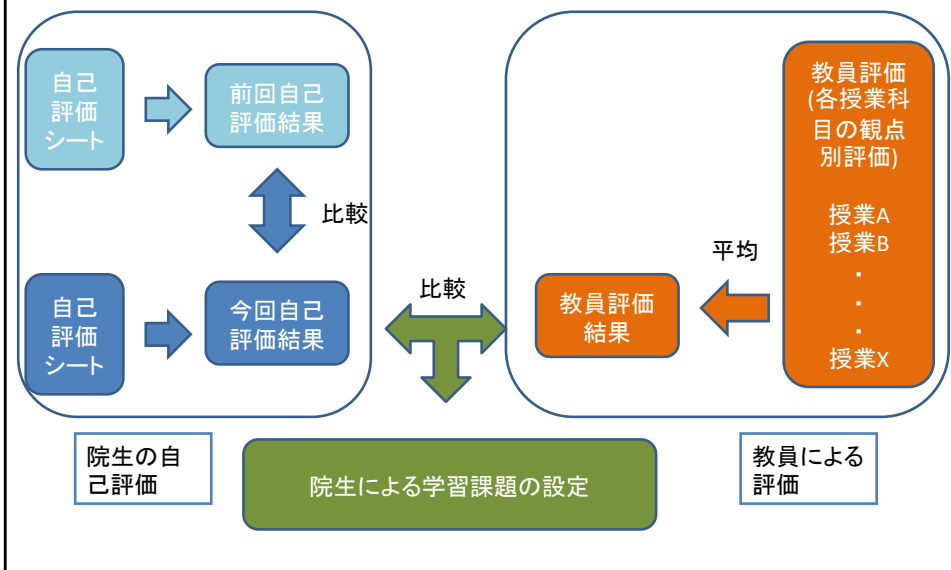 自己
評価
シート
前回自己
評価結果
比較
自己
評価
シート
今回自己
評価結果
院生の自
己評価
比較
院生による学習課題の設定
教員評価
(各授業科
目の観点
別評価)
授業A
授業B
・
・
・
授業X
平均
教員評価
結果
教員による
評価